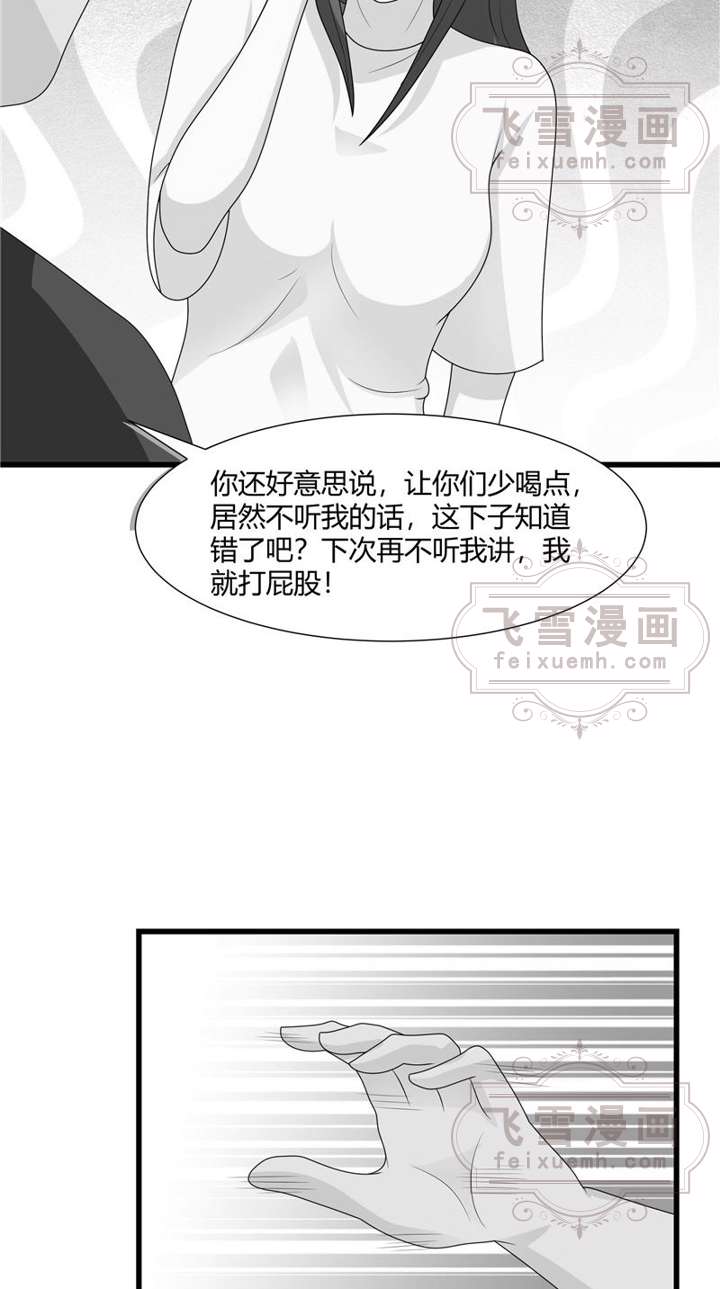 飞雪漫画
feixuemh.com
你还好意思说，让你们少喝点，
居然不听我的话，这下子知道
错了吧？下次再不听我讲，我
就打屁股！
飞雪漫画
feixuemh.com
飞雪漫画
feixuemh.com